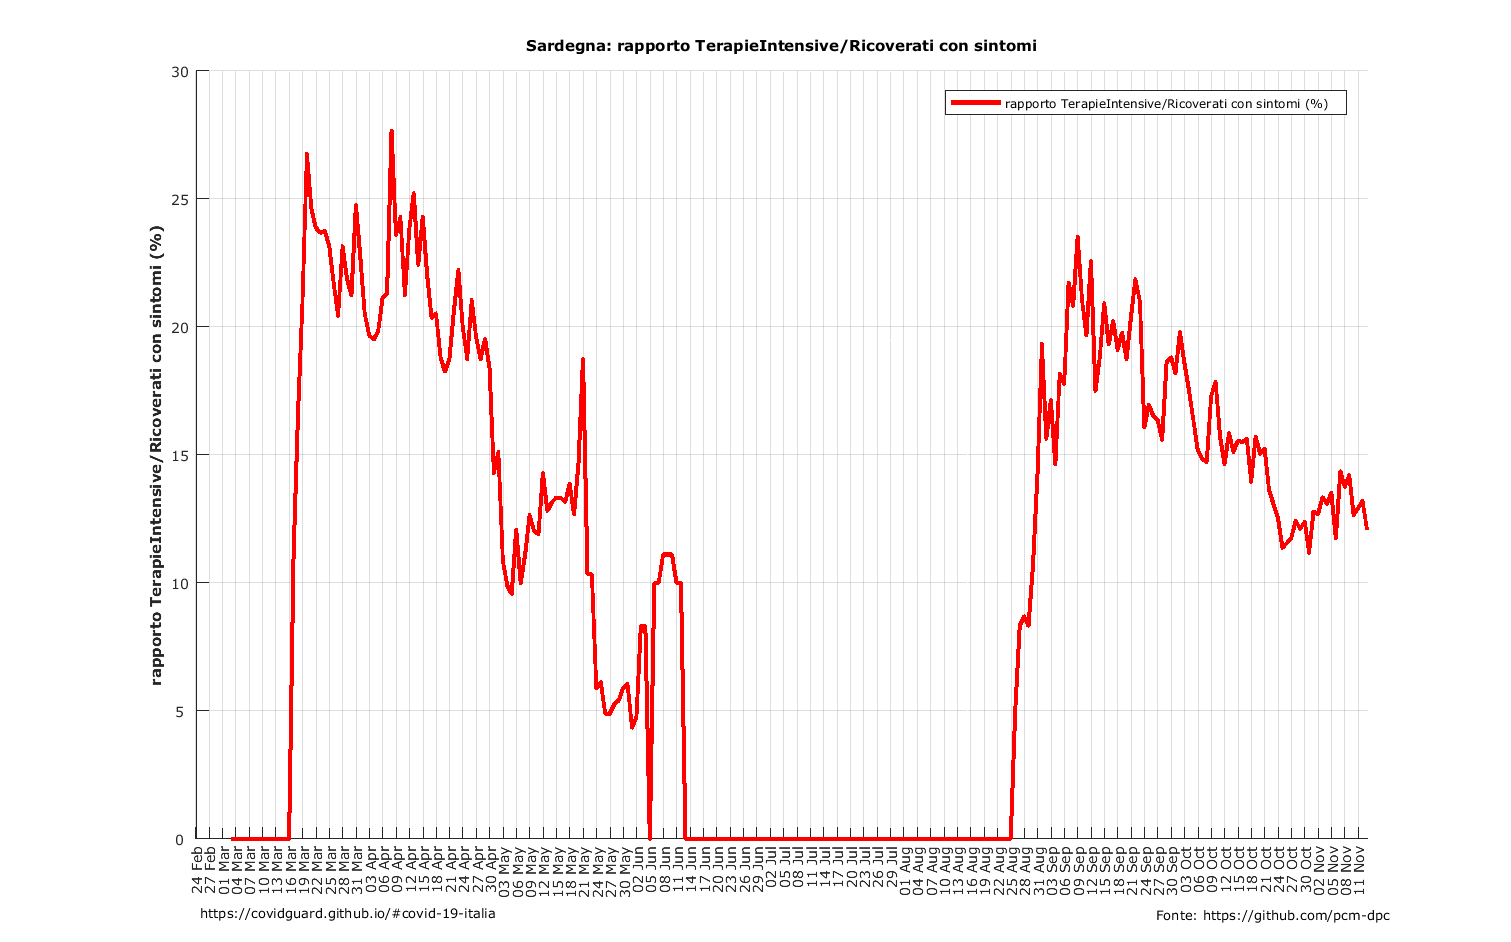 Sardegna: rapporto TerapieIntensive/Ricoverati con sintomi
rapporto TerapieIntensive/Ricoverati con sintomi (%)
rapporto TerapieIntensive/Ricoverati con sintomi (%)
30
25
20
15
10
5
0
24 Feb
27 Feb
01 Mar
04 Mar
07 Mar
10 Mar
13 Mar
16 Mar
19 Mar
22 Mar
25 Mar
28 Mar
31 Mar
03 Apr
06 Apr
09 Apr
12 Apr
15 Apr
18 Apr
21 Apr
24 Apr
27 Apr
30 Apr
03 May
06 May
09 May
12 May
15 May
18 May
21 May
24 May
27 May
30 May
02 Jun
05 Jun
08 Jun
11 Jun
14 Jun
17 Jun
20 Jun
23 Jun
26 Jun
29 Jun
02 Jul
05 Jul
08 Jul
11 Jul
14 Jul
17 Jul
20 Jul
23 Jul
26 Jul
29 Jul
01 Aug
04 Aug
07 Aug
10 Aug
13 Aug
16 Aug
19 Aug
22 Aug
25 Aug
28 Aug
31 Aug
03 Sep
06 Sep
09 Sep
12 Sep
15 Sep
18 Sep
21 Sep
24 Sep
27 Sep
30 Sep
03 Oct
06 Oct
09 Oct
12 Oct
15 Oct
18 Oct
21 Oct
24 Oct
27 Oct
30 Oct
02 Nov
05 Nov
08 Nov
11 Nov
https://covidguard.github.io/#covid-19-italia
Fonte: https://github.com/pcm-dpc